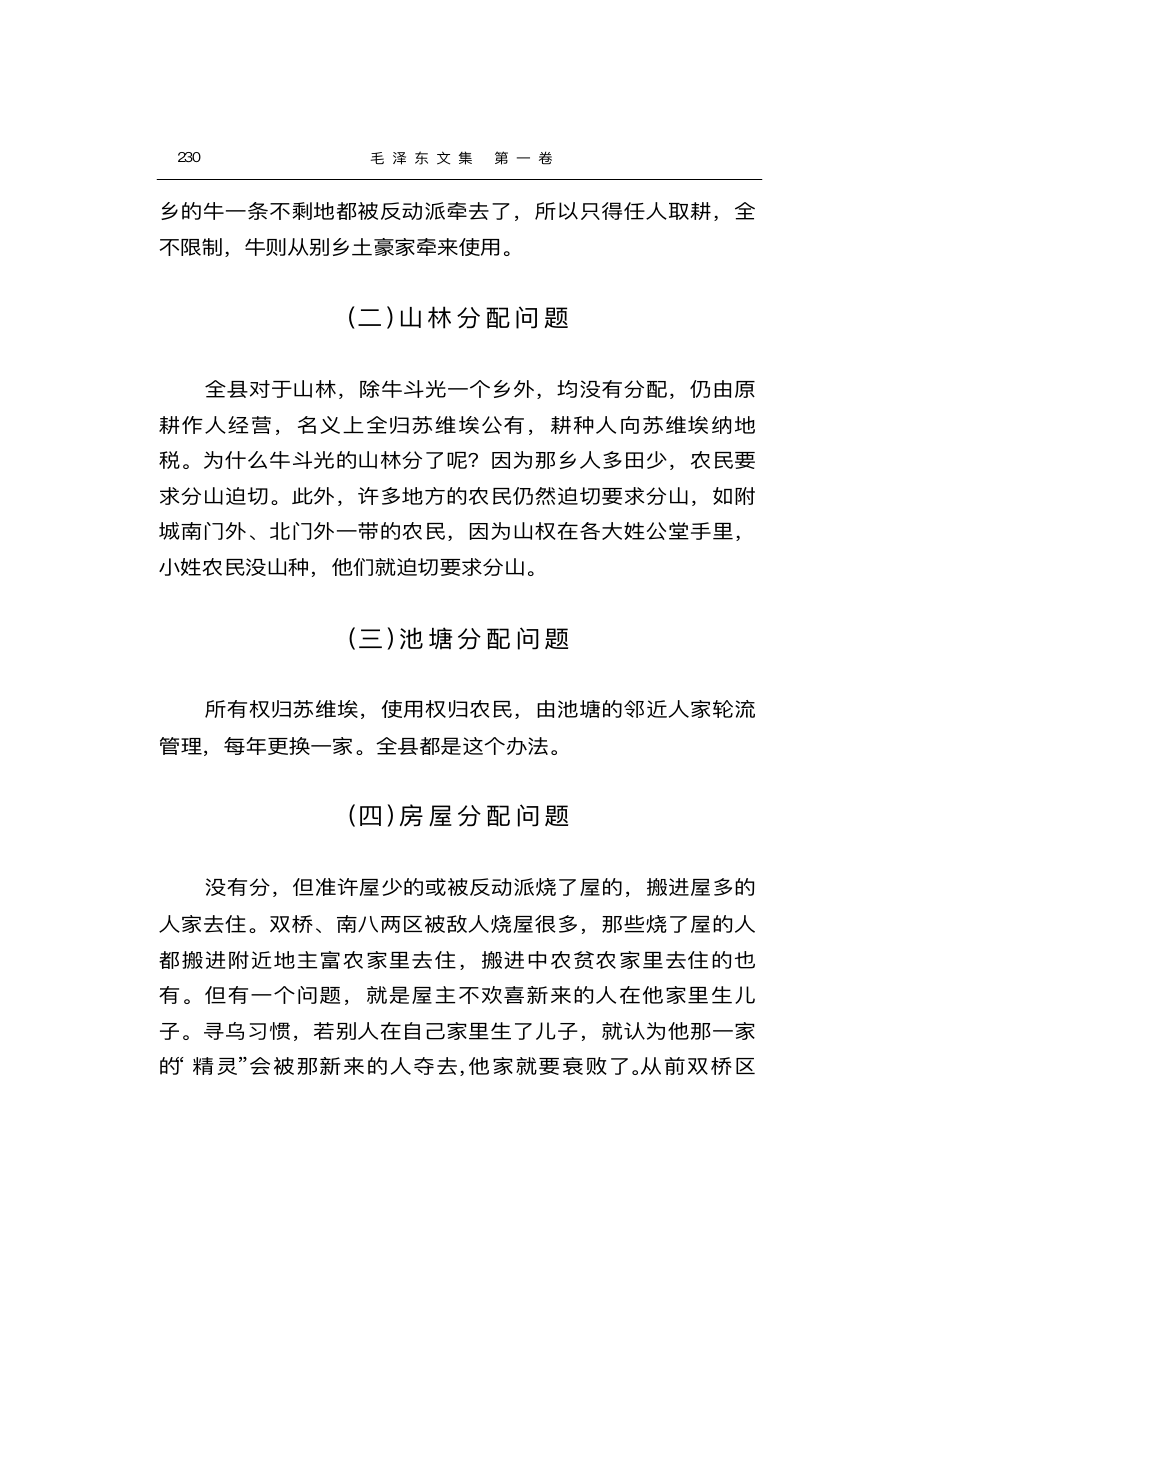 230 毛泽东文集 第一卷
乡的牛一条不剩地都被反动派牵去了，所以只得任人取耕，全
不限制，牛则从别乡土豪家牵来使用。
(二)山林分配问题
全县对于山林，除牛斗光一个乡外，均没有分配，仍由原
耕作人经营，名义上全归苏维埃公有，耕种人向苏维埃纳地
税。为什么牛斗光的山林分了呢？因为那乡人多田少，农民要
求分山迫切。此外，许多地方的农民仍然迫切要求分山，如附
城南门外、北门外一带的农民，因为山权在各大姓公堂手里，
小姓农民没山种，他们就迫切要求分山。
(三)池塘分配问题
所有权归苏维埃，使用权归农民，由池塘的邻近人家轮流
管理，每年更换一家。全县都是这个办法。
(四)房屋分配问题
没有分，但准许屋少的或被反动派烧了屋的，搬进屋多的
人家去住。双桥、南八两区被敌人烧屋很多，那些烧了屋的人
都搬进附近地主富农家里去住，搬进中农贫农家里去住的也
有。但有一个问题，就是屋主不欢喜新来的人在他家里生儿
子。寻乌习惯，若别人在自己家里生了儿子，就认为他那一家
的“精灵”会被那新来的人夺去,他家就要衰败了。从前双桥区